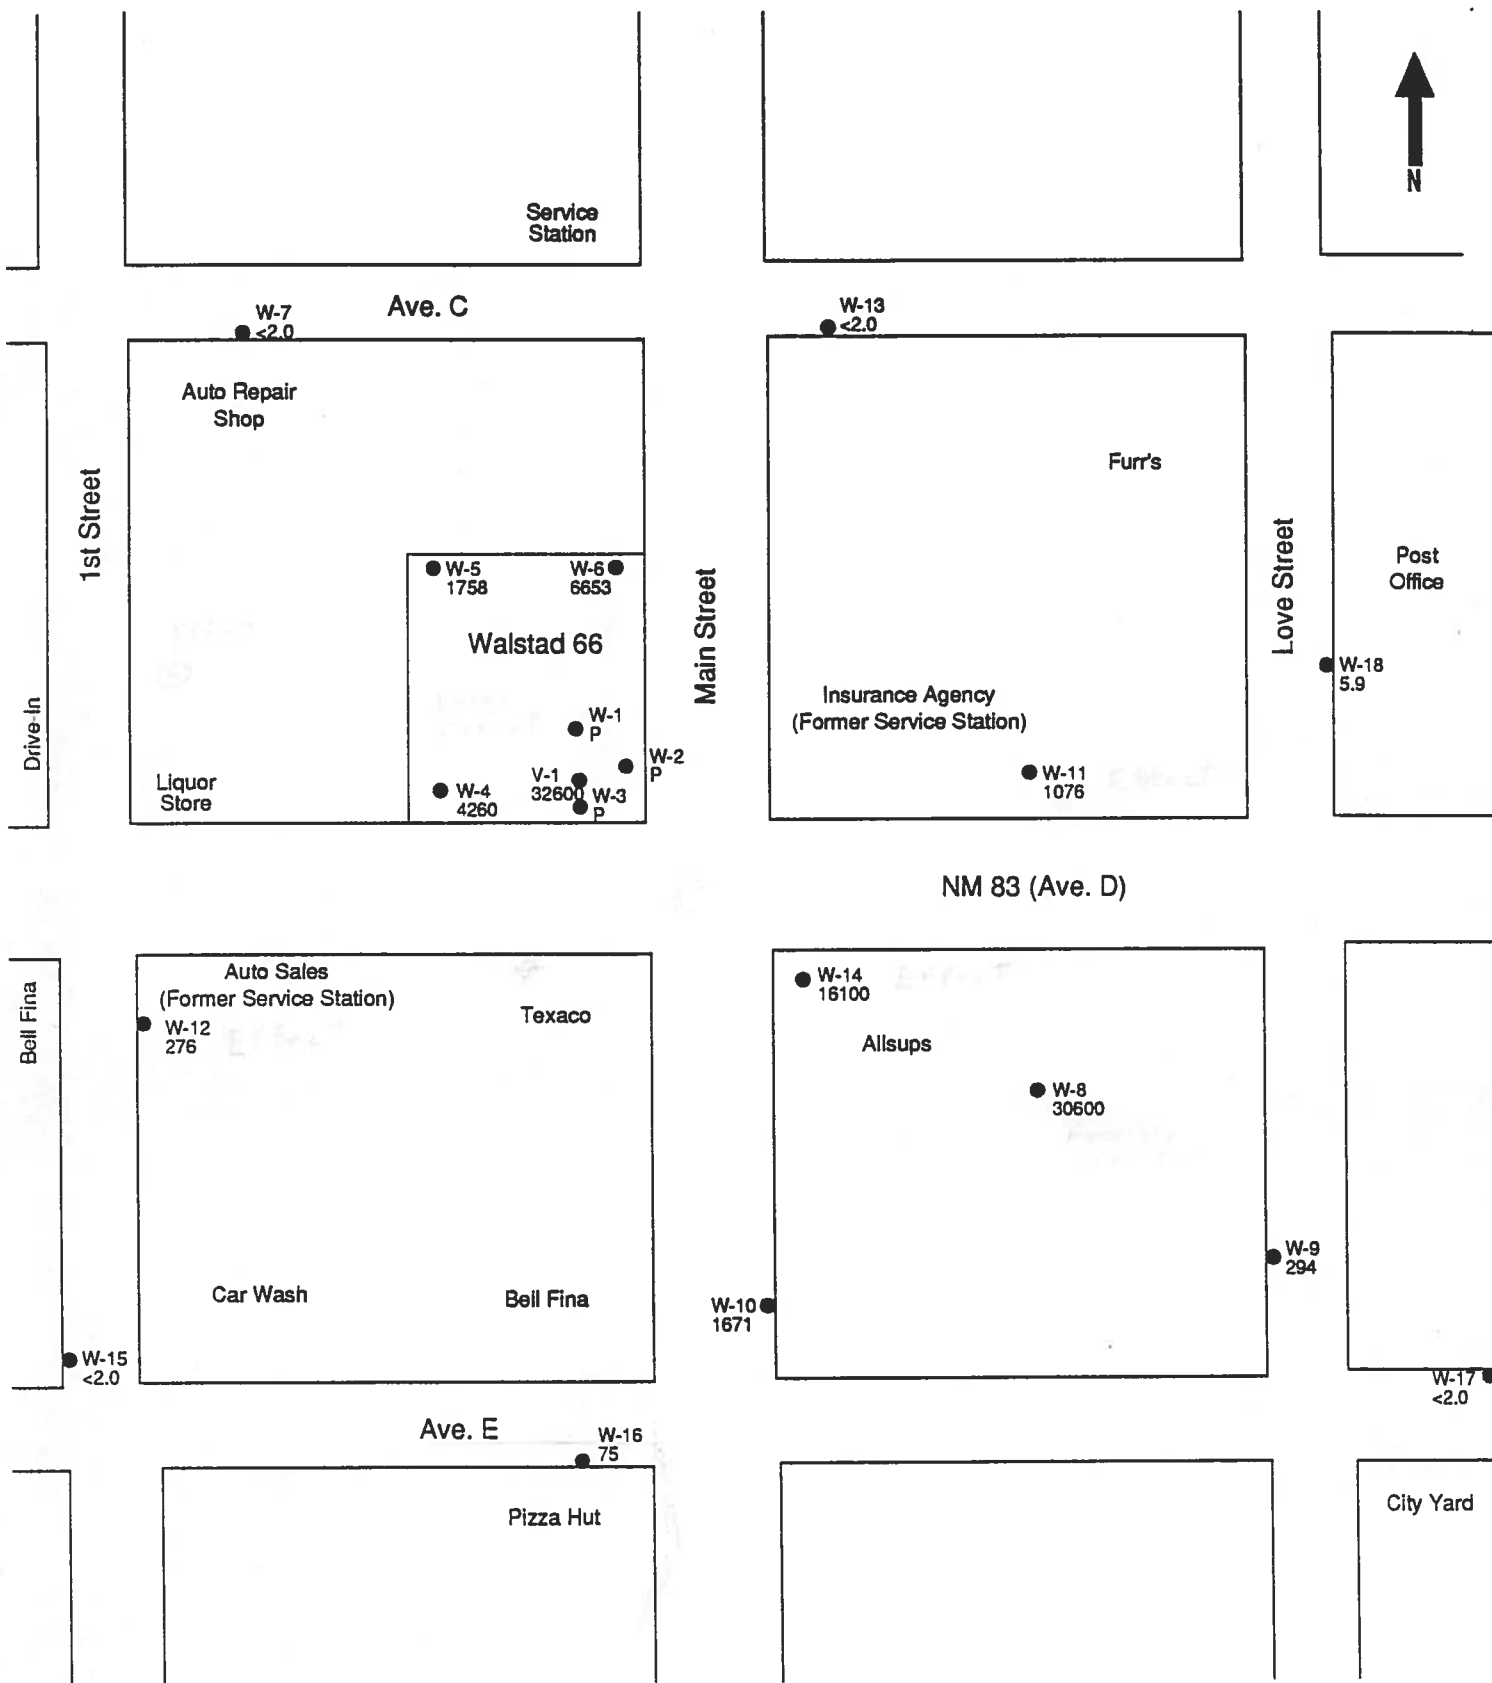 N
Service
Station
W-7
<2.0
Ave. C
W-13
<2.0
Auto Repair
Shop
Furr's
1st Street
Main Street
Love Street
Post
Office
W-5
1758
W-6
6653
Walstad 66
W-18
5.9
Insurance Agency
(Former Service Station)
Drive-In
W-1
P
W-2
P
Liquor
Store
W-4
4260
V-1
32600
W-3
P
W-11
1076
NM 83 (Ave. D)
Bell Fina
Auto Sales
(Former Service Station)
W-12
276
Texaco
W-14
16100
Allsups
W-8
30600
W-9
294
Car Wash
Bell Fina
W-10
1671
W-15
<2.0
W-17
<2.0
Ave. E
W-16
75
Pizza Hut
City Yard